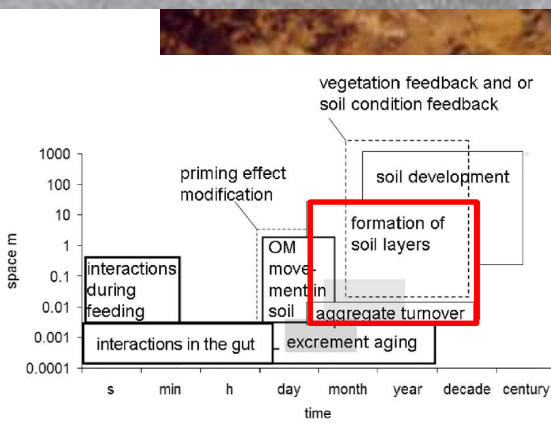 vegetation feedback and or
soil condition feedback
priming effect
modification
soil development
formation of
soil layers
OM
move-
ment in
soil
interactions
during
feeding
aggregate turnover
interactions in the gut
excrement aging
space m
1000
100
10
1
0.1
0.01
0.001
0.0001
s min h day month year decade century
time